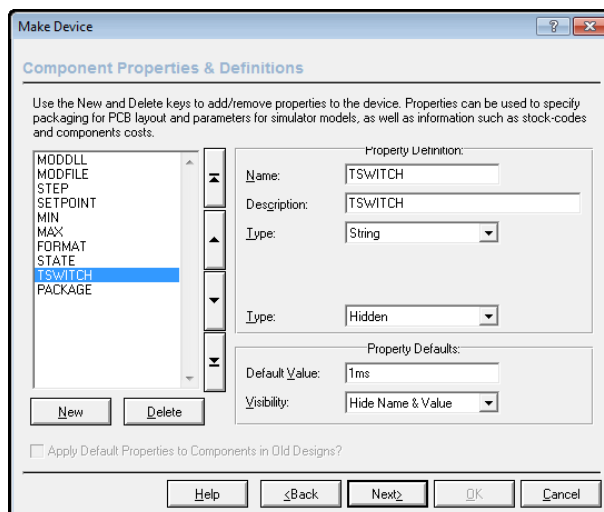 Make Device
?
Component Properties & Definitions
Use the New and Delete keys to add/remove properties to the device. Properties can be used to specify
packaging for PCB layout and parameters for simulator models, as well as information such as stock-codes
and components costs.
MODDLL
MODFILE
STEP
SETPOINT
MIN
MAX
FORMAT
STATE
TSWITCH
PACKAGE
New
Delete
Property Definition:
Name: TSWITCH
Description: TSWITCH
Type: String
Type: Hidden
Property Defaults:
Default Value: 1ms
Visibility: Hide Name & Value
Apply Default Properties to Components in Old Designs?
Help
<Back
Next>
OK
Cancel